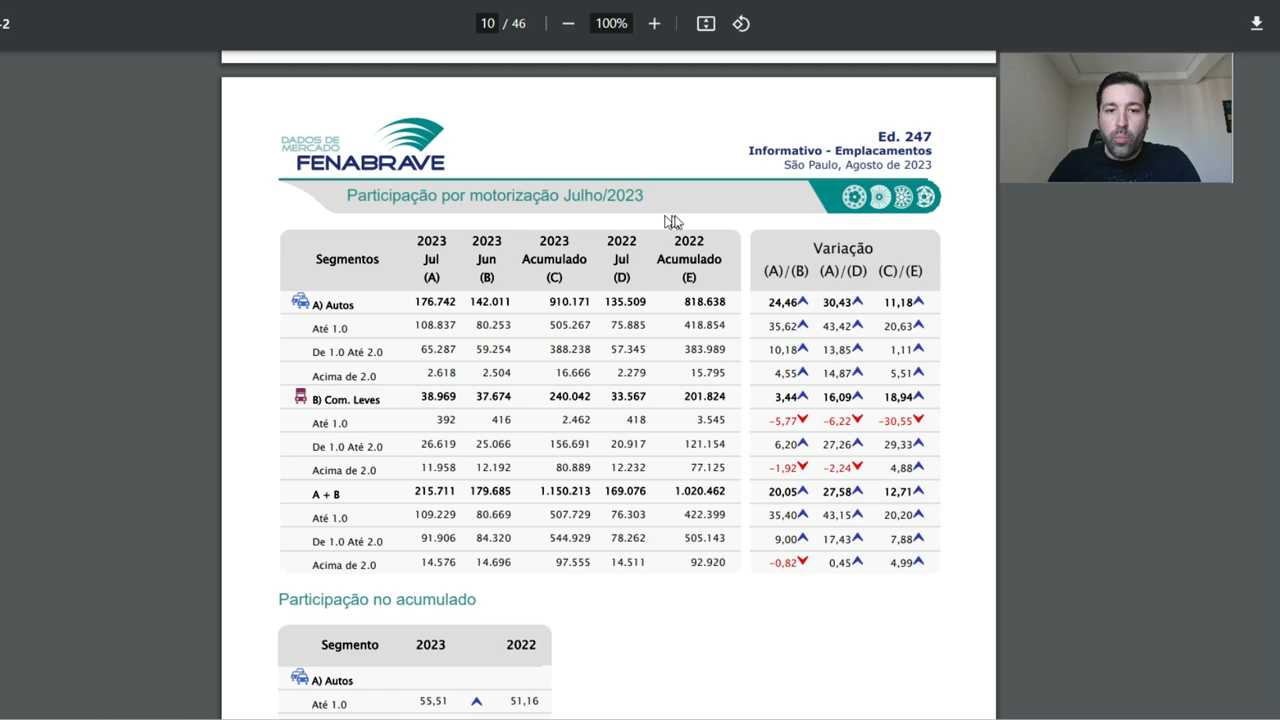 -2
10 / 46
100%
DADOS DE
MERCADO
FENABRAVE
Ed. 247
Informativo - Emplacamentos
São Paulo, Agosto de 2023
Participação por motorização Julho/2023
Segmentos 2023 Jul (A) 2023 Jun (B) 2023 Acumulado (C) 2022 Jul (D) 2022 Acumulado (E) Variação (A)/(B) (A)/(D) (C)/(E)
A) Autos 176.742 142.011 910.171 135.509 818.638 24,46 30,43 11,18
Até 1.0 108.837 80.253 505.267 75.885 418.854 35,62 43,42 20,63
De 1.0 Até 2.0 65.287 59.254 388.238 57.345 383.989 10,18 13,85 1,11
Acima de 2.0 2.618 2.504 16.666 2.279 15.795 4,55 14,87 5,51
B) Com. Leves 38.969 37.674 240.042 33.567 201.824 3,44 16,09 18,94
Até 1.0 392 416 2.462 418 3.545 -5,77 -6,22 -30,55
De 1.0 Até 2.0 26.619 25.066 156.691 20.917 121.154 6,20 27,26 29,33
Acima de 2.0 11.958 12.192 80.889 12.232 77.125 -1,92 -2,24 4,88
A + B 215.711 179.685 1.150.213 169.076 1.020.462 20,05 27,58 12,71
Até 1.0 109.229 80.669 507.729 76.303 422.399 35,40 43,15 20,20
De 1.0 Até 2.0 91.906 84.320 544.929 78.262 505.143 9,00 17,43 7,88
Acima de 2.0 14.576 14.696 97.555 14.511 92.920 -0,82 0,45 4,99
Participação no acumulado
Segmento 2023 2022
A) Autos
Até 1.0 55,51 51,16